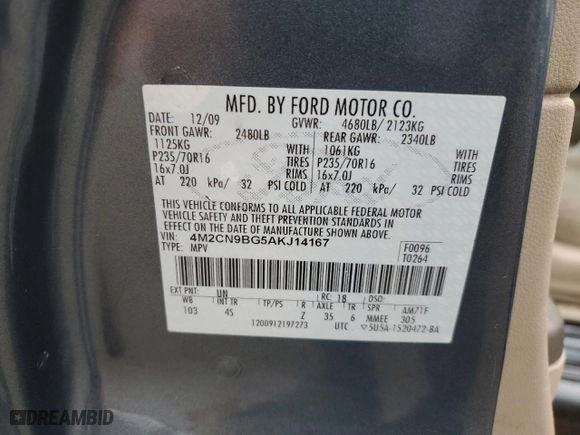 MFD. BY FORD MOTOR CO.
DATE: 12/09 GVWR: 4680LB/ 2123KG
FRONT GAWR: 2480LB REAR GAWR: 2340LB
1125KG WITH 1061KG WITH
P235/70R16 TIRES P235/70R16 TIRES
16x7.0J RIMS 16x7.0J RIMS
AT 220 kPa/ 32 PSI COLD AT 220 kPa/ 32 PSI COLD
THIS VEHICLE CONFORMS TO ALL APPLICABLE FEDERAL MOTOR
VEHICLE SAFETY AND THEFT PREVENTION STANDARDS IN
EFFECT ON THE DATE OF MANUFACTURE SHOWN ABOVE.
VIN: 4M2CN9BG5AKJ14167 F0096
TYPE: MPV T0264
EXT PNT: UN RC: 18 DSO:
WB INT TR TP/PS R AXLE TR SPR AM71F
103 4S Z 35 6 MMEE 305
1200912197273 UTC 5U5A-1520472-BA
DREAMBID